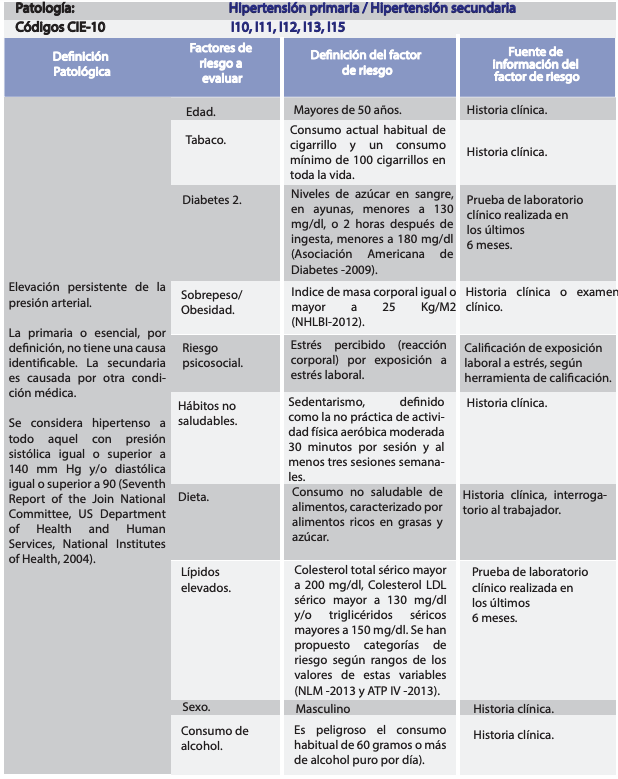 Patología: Hipertensión primaria / Hipertensión secundaria
Códigos CIE-10 I10, I11, I12, I13, I15
Definición
Patológica
Factores de
riesgo a
evaluar
Definición del factor
de riesgo
Fuente de
información del
factor de riesgo
Elevación persistente de la
presión arterial.
La primaria o esencial, por
definición, no tiene una causa
identificable. La secundaria
es causada por otra condi-
ción médica.
Se considera hipertenso a
todo aquel con presión
sistólica igual o superior a
140 mm Hg y/o diastólica
igual o superior a 90 (Seventh
Report of the Join National
Committee, US Department
of Health and Human
Services, National Institutes
of Health, 2004).
Edad.
Mayores de 50 años.
Historia clínica.
Tabaco.
Consumo actual habitual de
cigarrillo y un consumo
mínimo de 100 cigarrillos en
toda la vida.
Historia clínica.
Diabetes 2.
Niveles de azúcar en sangre,
en ayunas, menores a 130
mg/dl, o 2 horas después de
ingesta, menores a 180 mg/dl
(Asociación Americana de
Diabetes -2009).
Prueba de laboratorio
clínico realizada en
los últimos
6 meses.
Sobrepeso/
Obesidad.
Indice de masa corporal igual o
mayor a 25 Kg/M2
(NHLBI-2012).
Historia clínica o examen
clínico.
Riesgo
psicosocial.
Estrés percibido (reacción
corporal) por exposición a
estrés laboral.
Calificación de exposición
laboral a estrés, según
herramienta de calificación.
Hábitos no
saludables.
Sedentarismo, definido
como la no práctica de activi-
dad física aeróbica moderada
30 minutos por sesión y al
menos tres sesiones semana-
les.
Historia clínica.
Dieta.
Consumo no saludable de
alimentos, caracterizado por
alimentos ricos en grasas y
azúcar.
Historia clínica, interroga-
torio al trabajador.
Lípidos
elevados.
Colesterol total sérico mayor
a 200 mg/dl, Colesterol LDL
sérico mayor a 130 mg/dl
y/o triglicéridos séricos
mayores a 150 mg/dl. Se han
propuesto categorías de
riesgo según rangos de los
valores de estas variables
(NLM -2013 y ATP IV -2013).
Prueba de laboratorio
clínico realizada en
los últimos
6 meses.
Sexo.
Masculino
Historia clínica.
Consumo de
alcohol.
Es peligroso el consumo
habitual de 60 gramos o más
de alcohol puro por día).
Historia clínica.